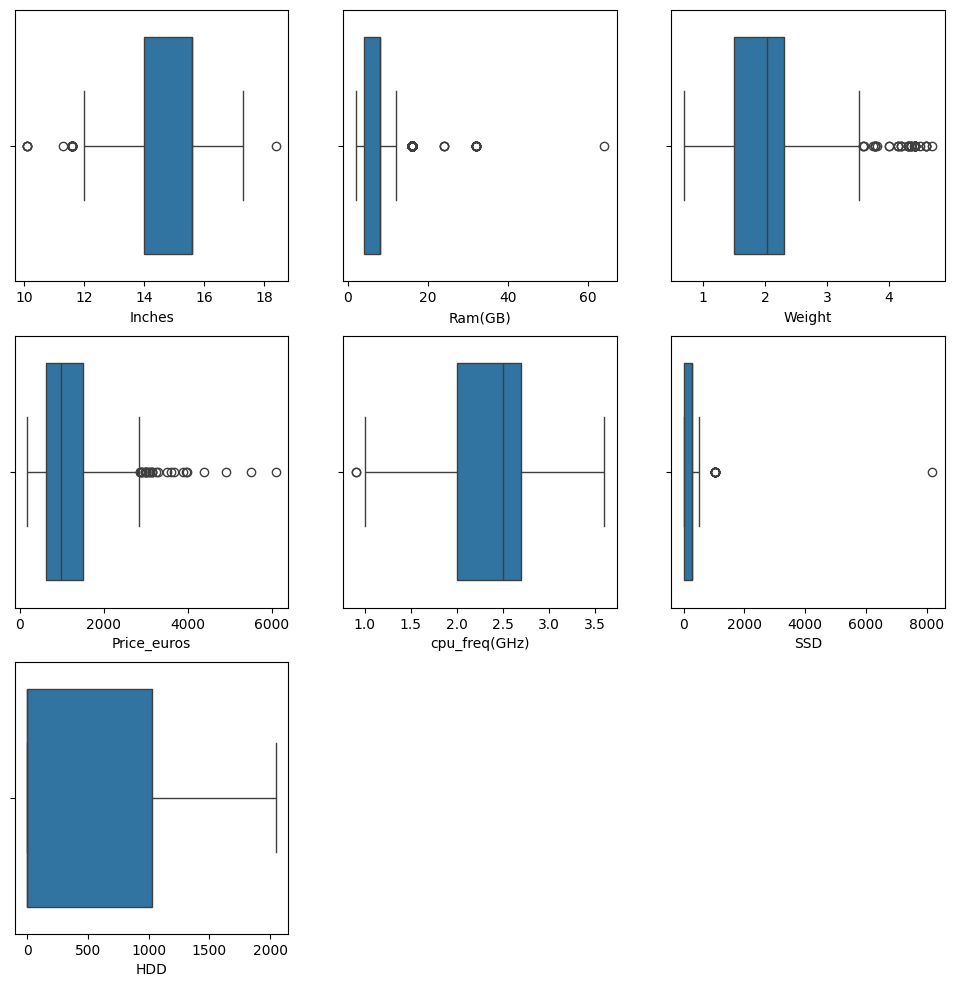 10 12 14 16 18
Inches
0 20 40 60
Ram(GB)
1 2 3 4
Weight
0 2000 4000 6000
Price_euros
1.0 1.5 2.0 2.5 3.0 3.5
cpu_freq(GHz)
0 2000 4000 6000 8000
SSD
0 500 1000 1500 2000
HDD